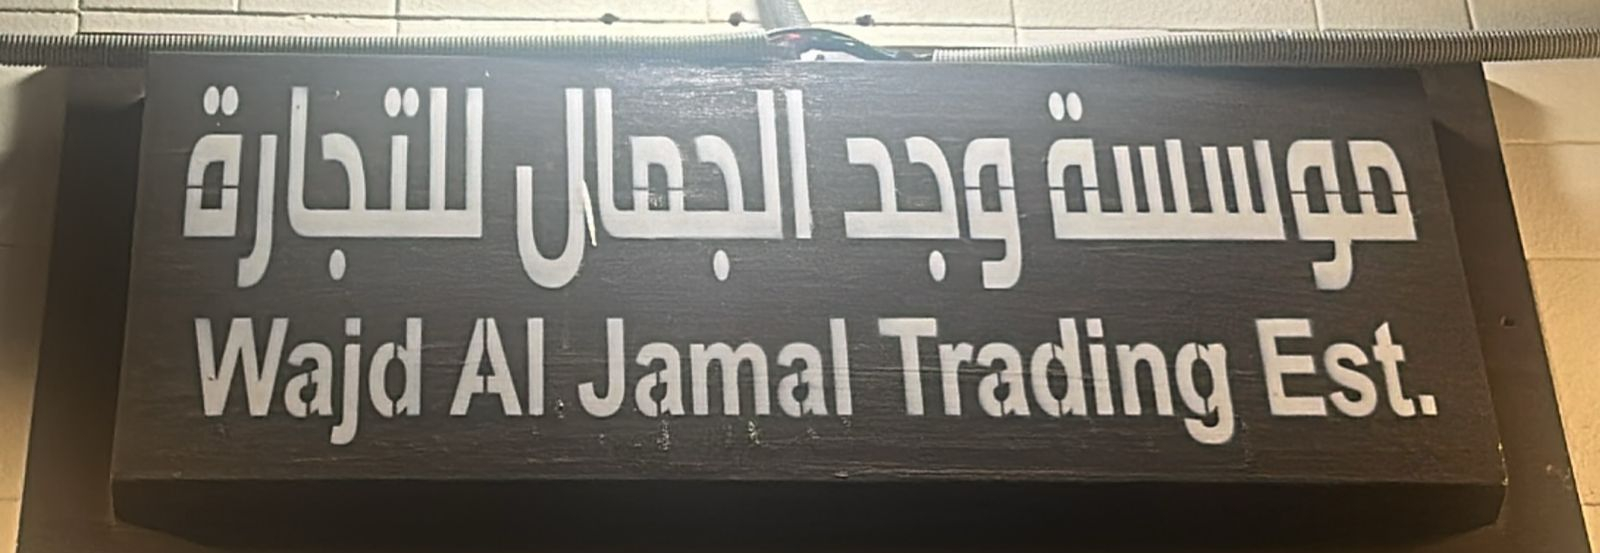 موسسة وجد الجمال للتجارة
Wajd Al Jamal Trading Est.